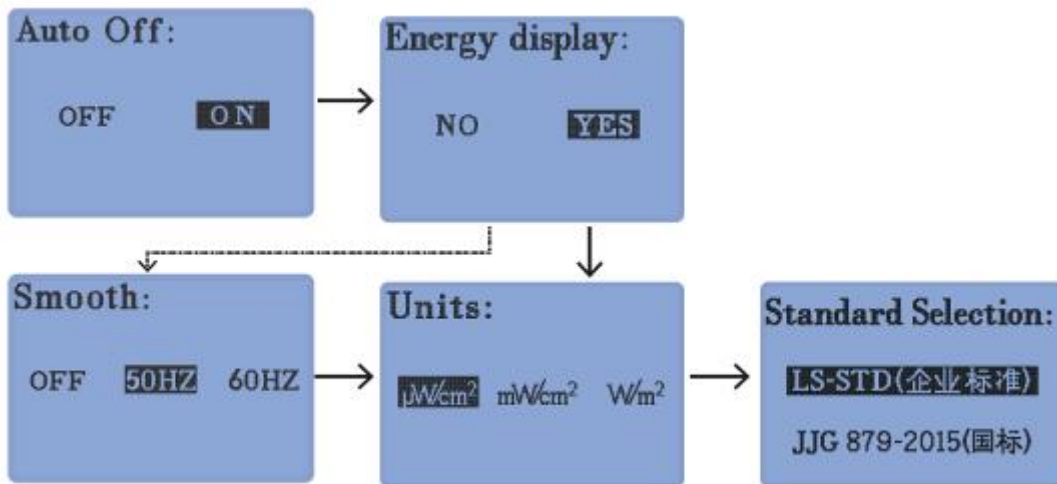 Auto Off:
OFF ON
Energy display:
NO YES
Smooth:
OFF 50HZ 60HZ
Units:
μW/cm² mW/cm² W/m²
Standard Selection:
LS-STD(企业标准)
JJG 879-2015(国标)